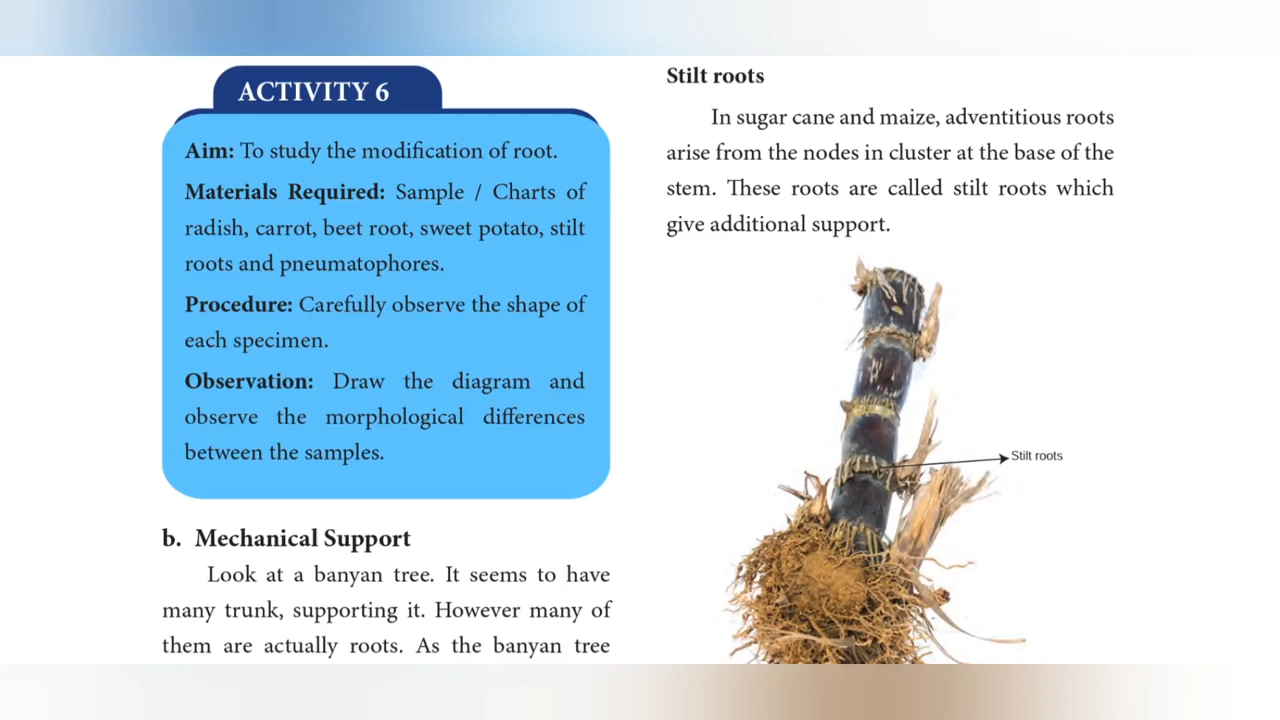 ACTIVITY 6
Aim: To study the modification of root.
Materials Required: Sample / Charts of
radish, carrot, beet root, sweet potato, stilt
roots and pneumatophores.
Procedure: Carefully observe the shape of
each specimen.
Observation: Draw the diagram and
observe the morphological differences
between the samples.
b. Mechanical Support
Look at a banyan tree. It seems to have
many trunk, supporting it. However many of
them are actually roots. As the banyan tree
Stilt roots
In sugar cane and maize, adventitious roots
arise from the nodes in cluster at the base of the
stem. These roots are called stilt roots which
give additional support.
Stilt roots